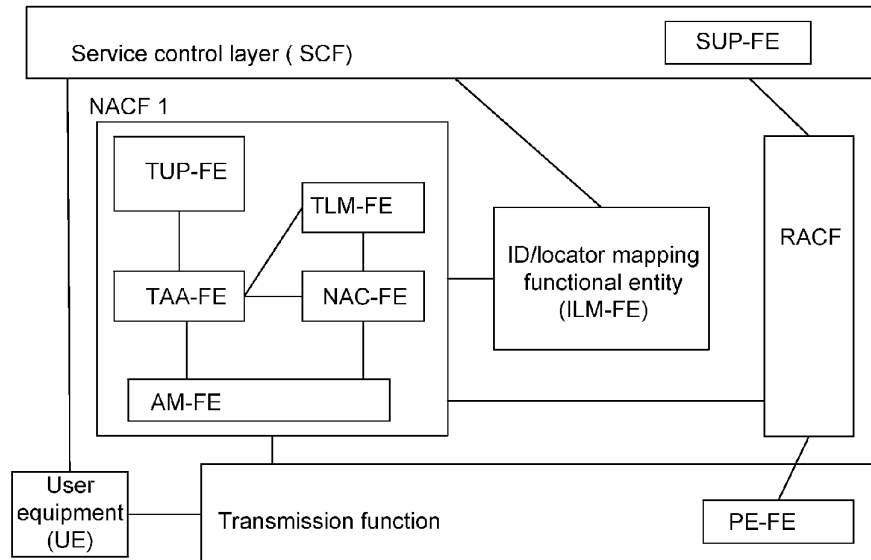 SUP-FE
Service control layer ( SCF)
NACF 1
TUP-FE
TLM-FE
ID/locator mapping
functional entity
(ILM-FE)
RACF
TAA-FE
NAC-FE
AM-FE
User
equipment
(UE)
Transmission function
PE-FE